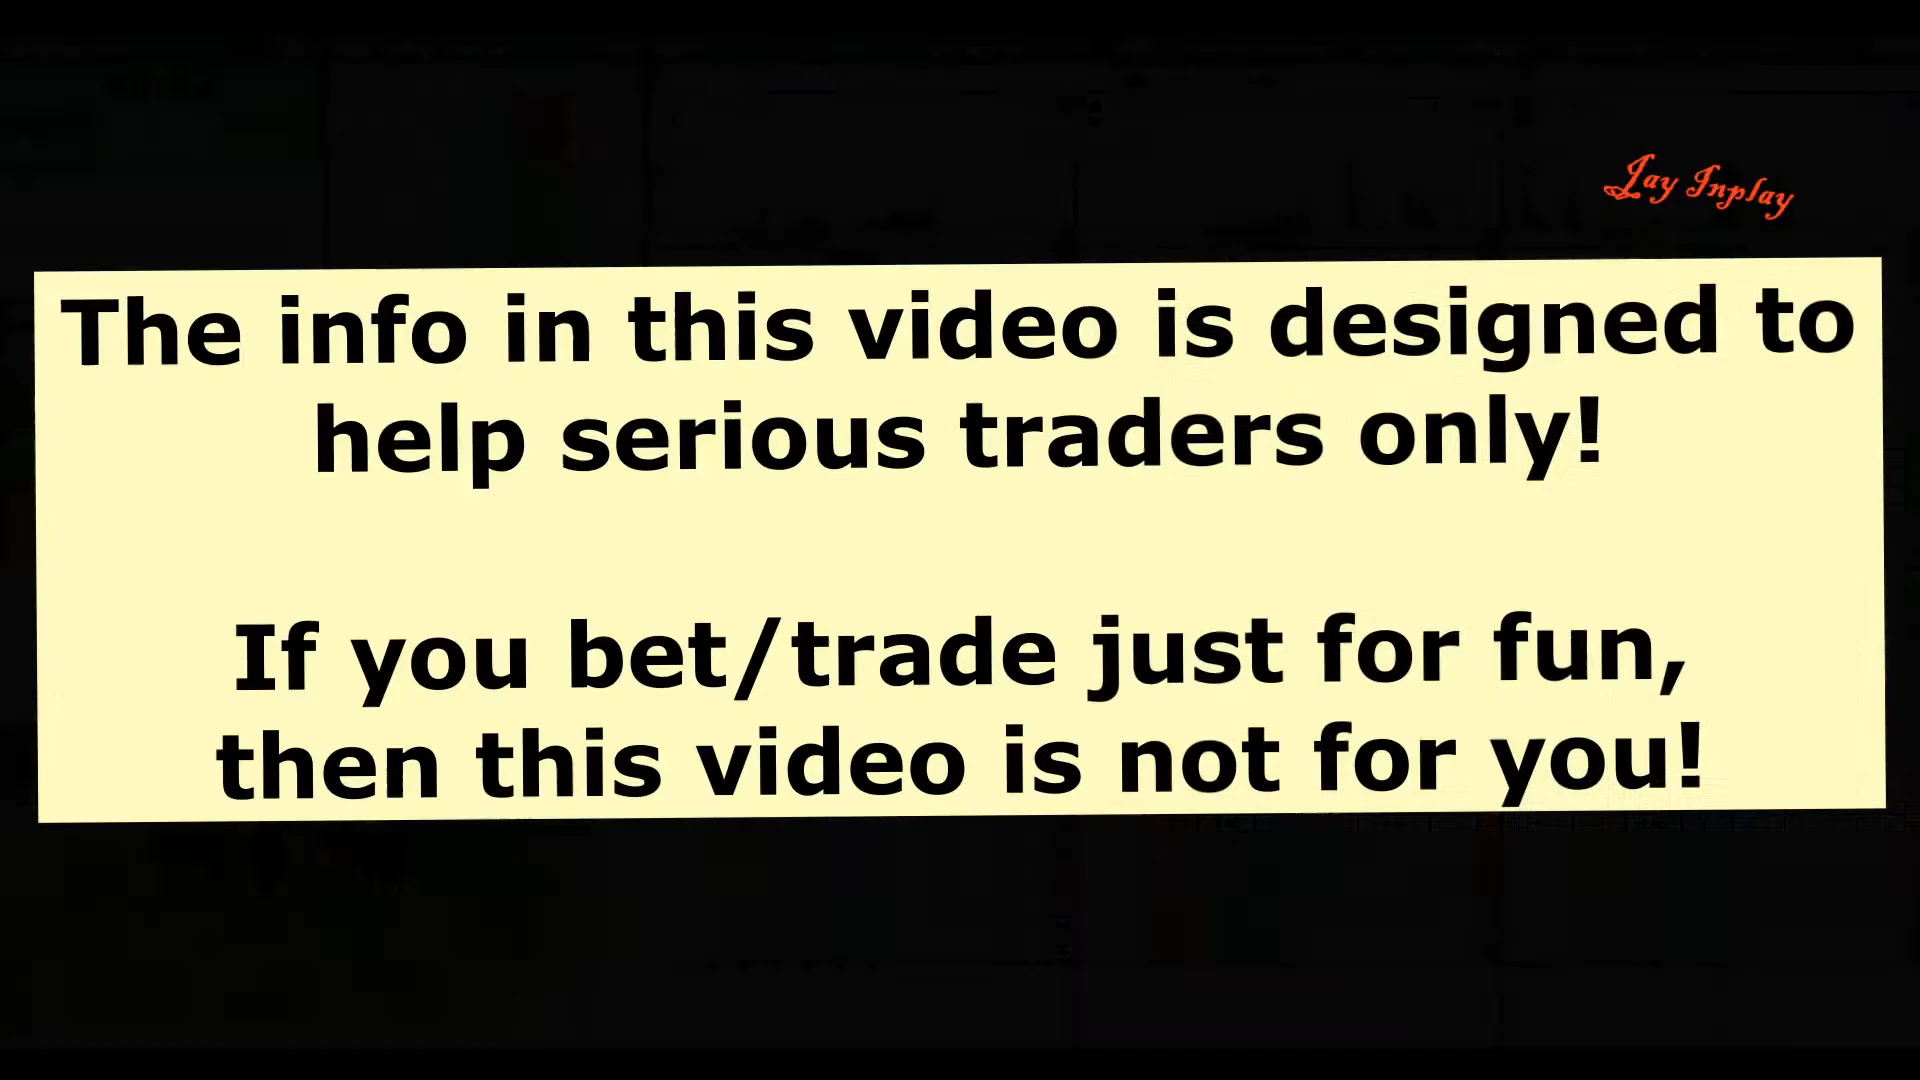 Jay Inplay
The info in this video is designed to
help serious traders only!
If you bet/trade just for fun,
then this video is not for you!